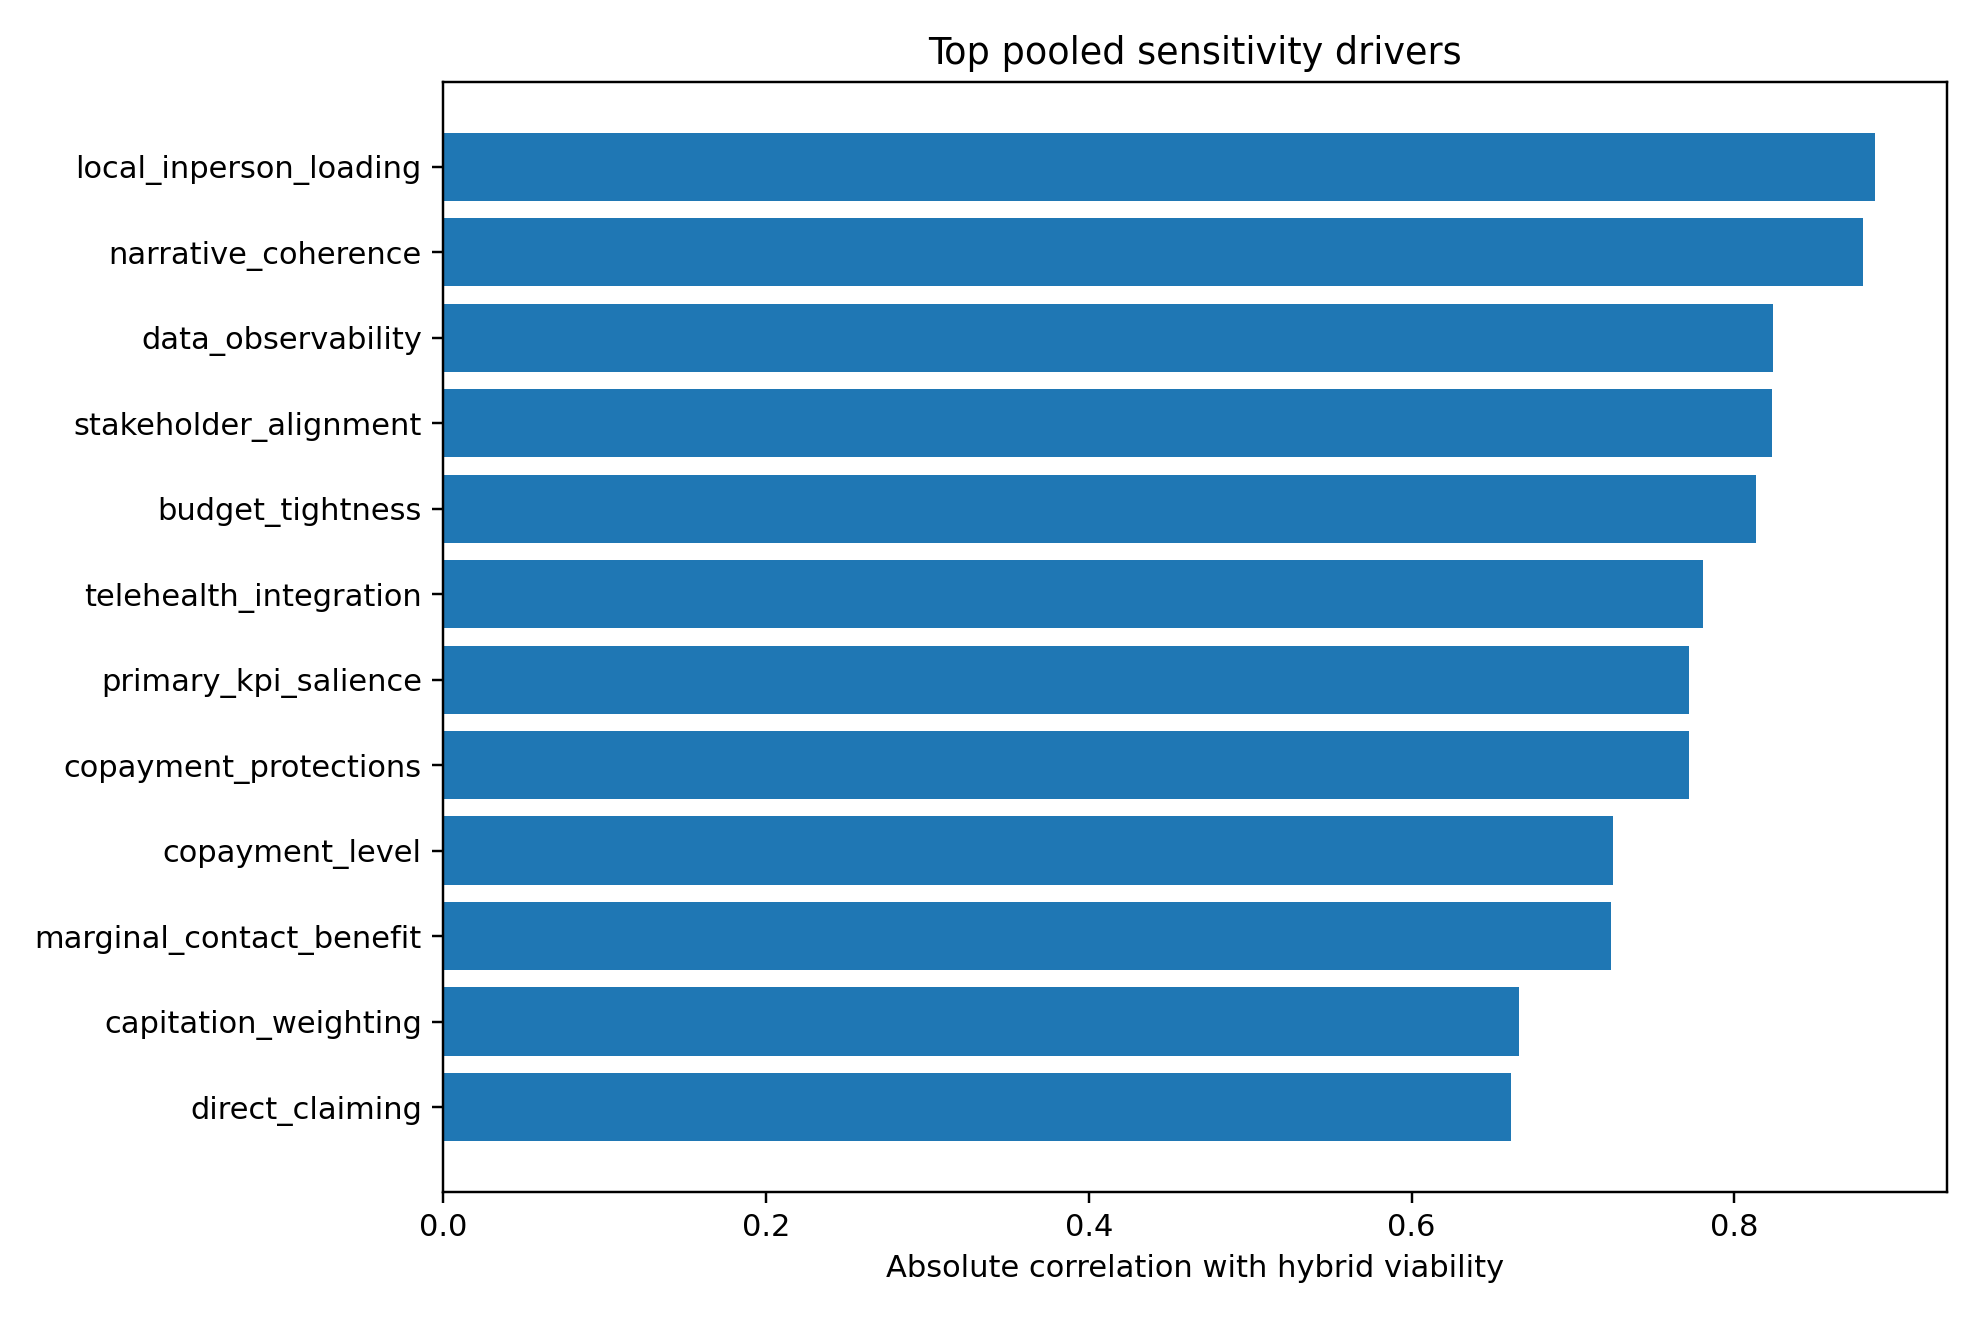 Top pooled sensitivity drivers
local_inperson_loading
narrative_coherence
data_observability
stakeholder_alignment
budget_tightness
telehealth_integration
primary_kpi_salience
copayment_protections
copayment_level
marginal_contact_benefit
capitation_weighting
direct_claiming
0.0 0.2 0.4 0.6 0.8
Absolute correlation with hybrid viability